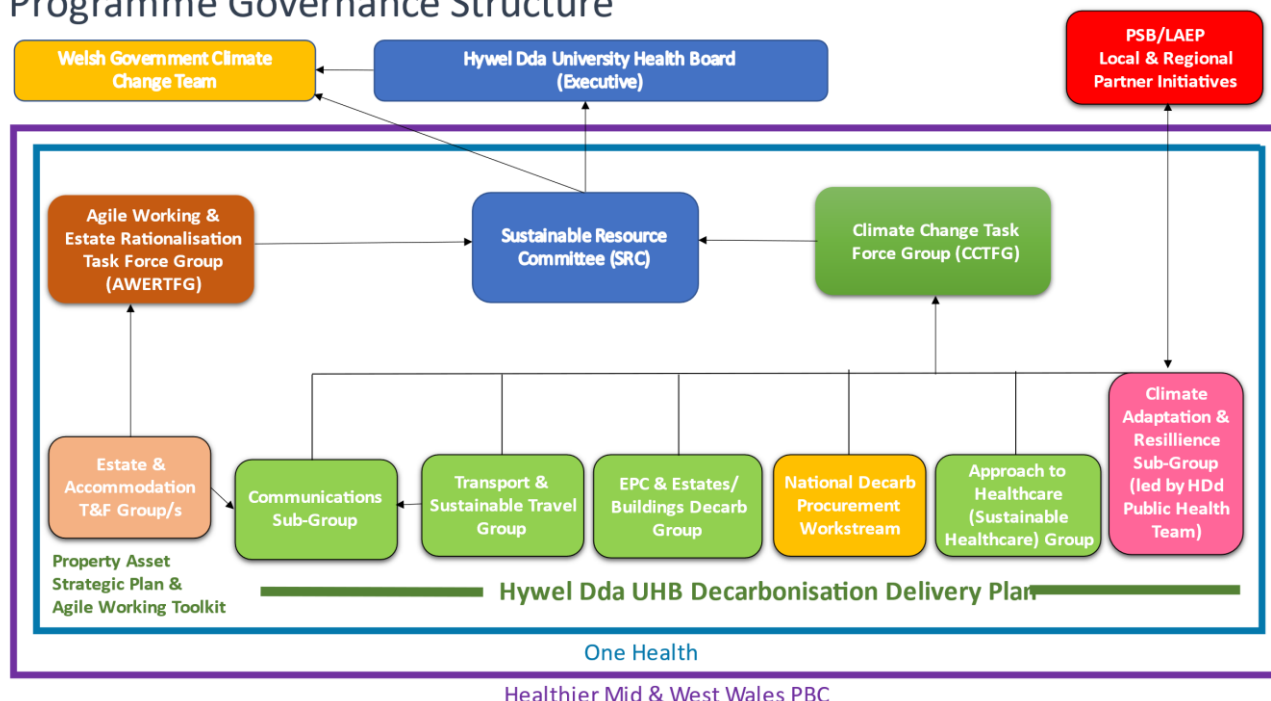 Programme Governance Structure
Welsh Government Climate
Change Team
Hywel Dda University Health Board
(Executive)
PSB/LAEP
Local & Regional
Partner Initiatives
Agile Working &
Estate Rationalisation
Task Force Group
(AWERTFG)
Sustainable Resource
Committee (SRC)
Climate Change Task
Force Group (CCTFG)
Estate &
Accommodation
T&F Group/s
Communications
Sub-Group
Transport &
Sustainable Travel
Group
EPC & Estates/
Buildings Decarb
Group
National Decarb
Procurement
Workstream
Approach to
Healthcare
(Sustainable
Healthcare) Group
Climate
Adaptation &
Resillience
Sub-Group
(led by HDd
Public Health
Team)
Property Asset
Strategic Plan &
Agile Working Toolkit
Hywel Dda UHB Decarbonisation Delivery Plan
One Health
Healthier Mid & West Wales PBC